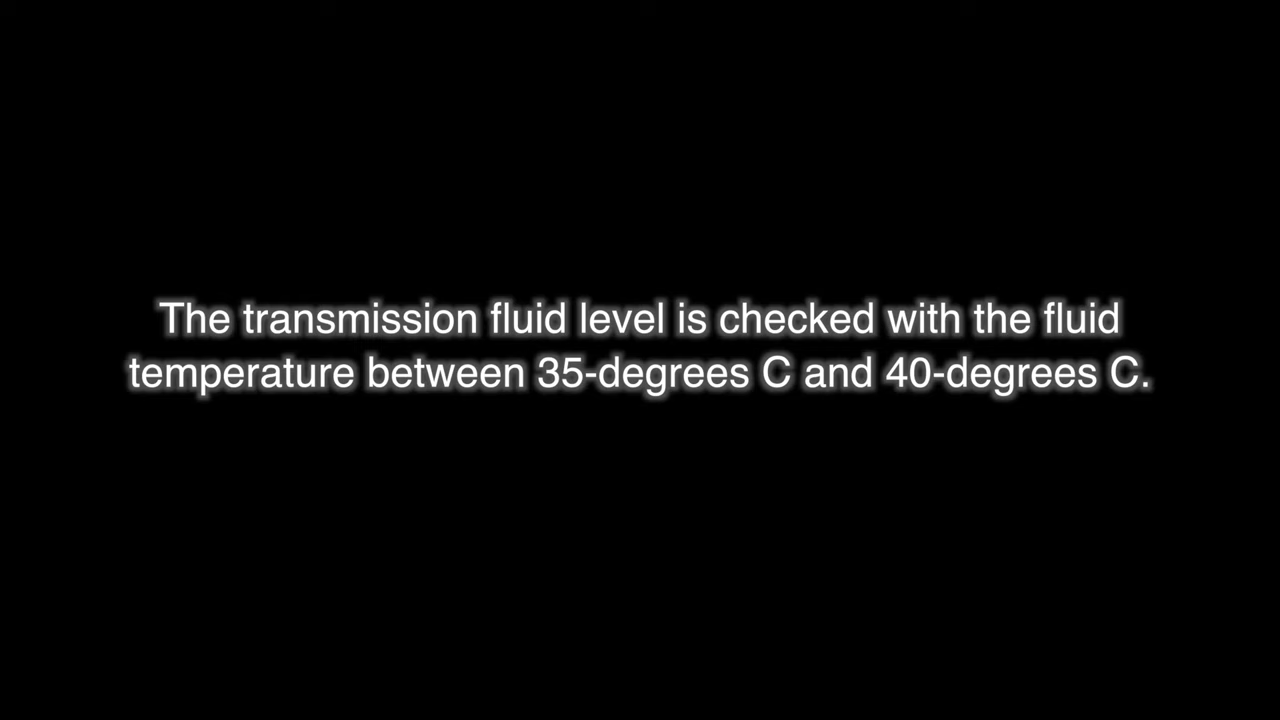 The transmission fluid level is checked with the fluid
temperature between 35-degrees C and 40-degrees C.